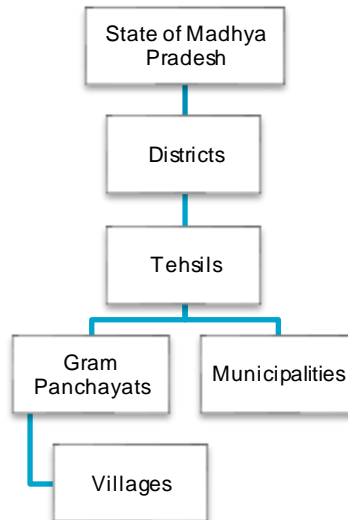 State of Madhya
Pradesh
Districts
Tehsils
Gram
Panchayats
Municipalities
Villages